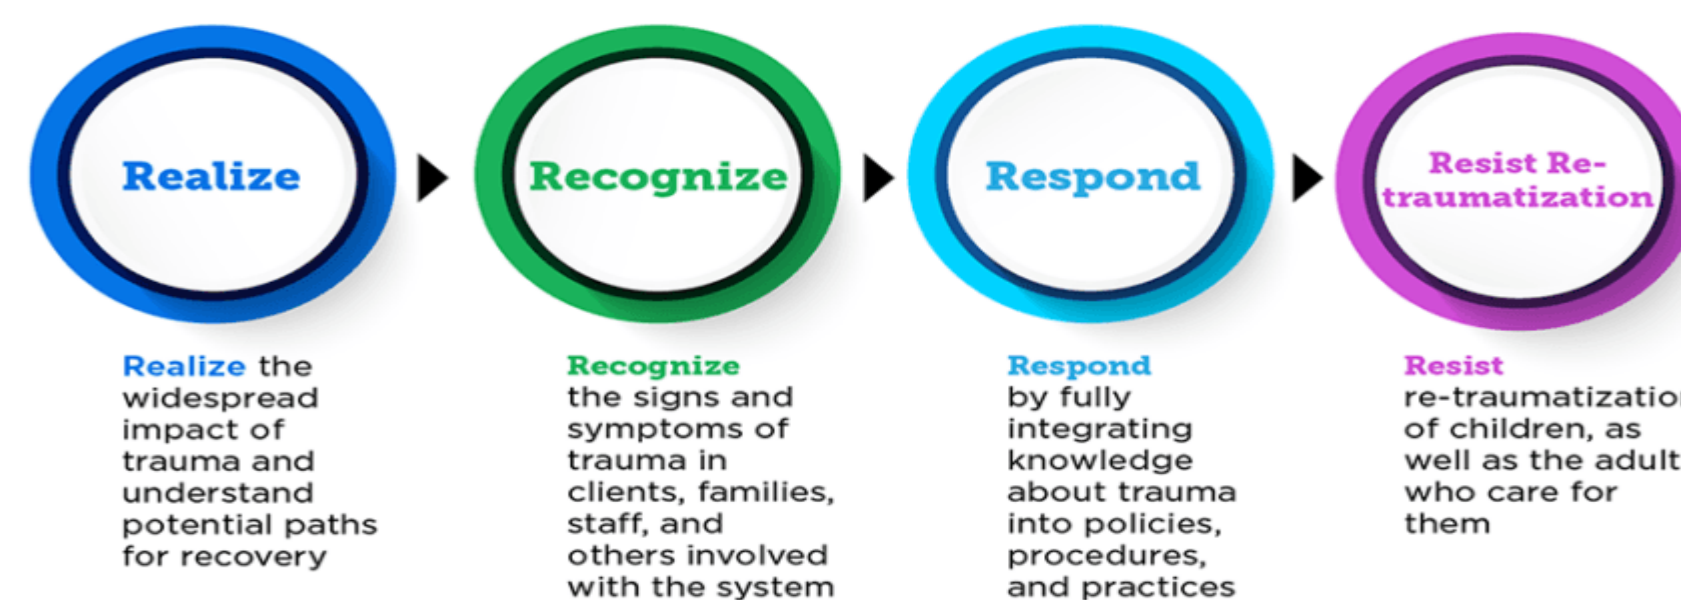 Realize
Recognize
Respond
Resist Re-
traumatization
Realize the
widespread
impact of
trauma and
understand
potential paths
for recovery
Recognize
the signs and
symptoms of
trauma in
clients, families,
staff, and
others involved
with the system
Respond
by fully
integrating
knowledge
about trauma
into policies,
procedures,
and practices
Resist
re-traumatizatio
of children, as
well as the adult
who care for
them